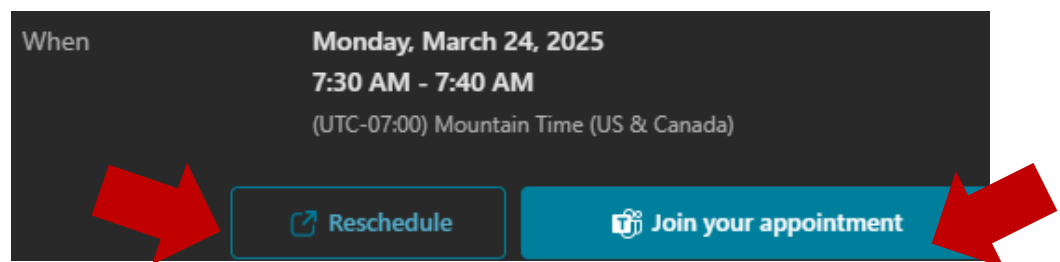 When
Monday, March 24, 2025
7:30 AM - 7:40 AM
(UTC-07:00) Mountain Time (US & Canada)
Reschedule
Join your appointment